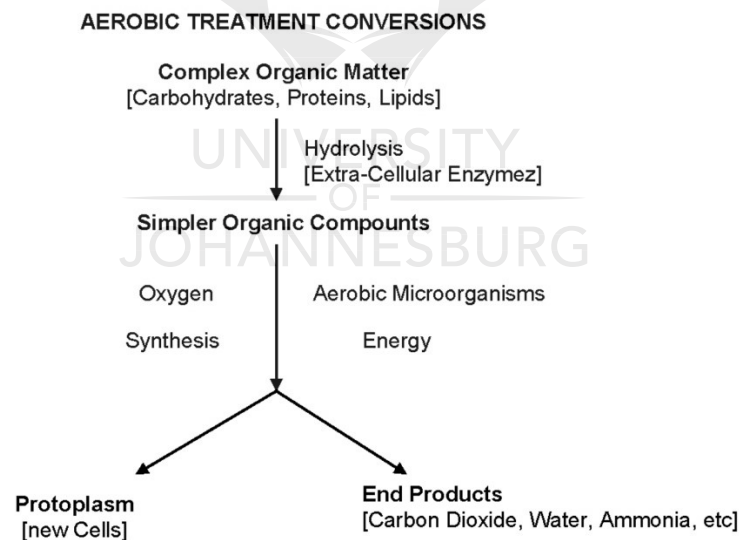 AEROBIC TREATMENT CONVERSIONS
Complex Organic Matter
[Carbohydrates, Proteins, Lipids]
Hydrolysis
[Extra-Cellular Enzymez]
UNIVERSITY
OF
JOHANNESBURG
Simpler Organic Compounds
Oxygen
Aerobic Microorganisms
Synthesis
Energy
Protoplasm
[new Cells]
End Products
[Carbon Dioxide, Water, Ammonia, etc]